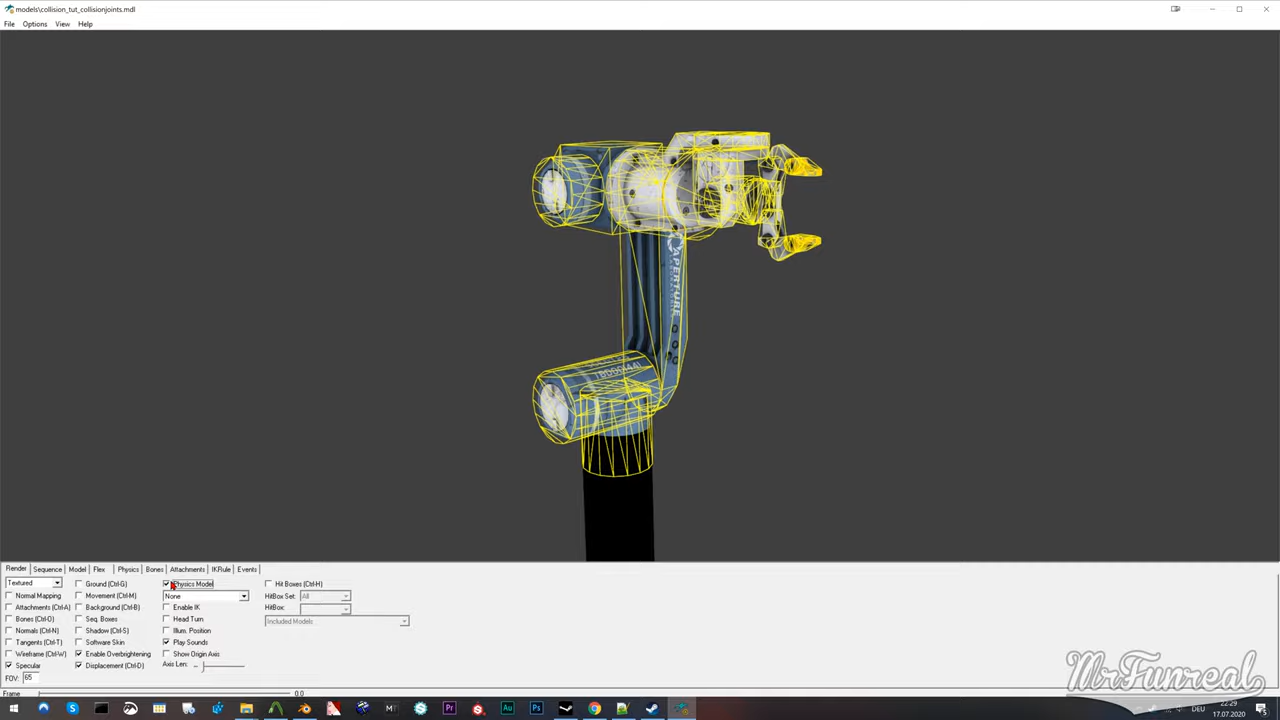 models\collision_tut_collisionjoints.mdl
File Options View Help
APERTURE
Render Sequence Model Flex Physics Bones Attachments IKRule Events
Textured
Ground (Ctrl-G)
Physics Model
Hit Boxes (Ctrl-H)
Normal Mapping
Movement (Ctrl-M)
None
HitBox Set: All
Attachments (Ctrl-A)
Background (Ctrl-B)
Enable IK
HitBox:
Bones (Ctrl-O)
Seq. Boxes
Head Turn
Included Models
Normals (Ctrl-N)
Shadow (Ctrl-S)
Illum. Position
Tangents (Ctrl-T)
Software Skin
Play Sounds
Wireframe (Ctrl-W)
Enable Overbrightening
Show Origin Axis
Specular
Displacement (Ctrl-D)
Axis Len:
FOV: 65
Frame 0.0
MrFunreal
DEU
22:29
17.07.2020